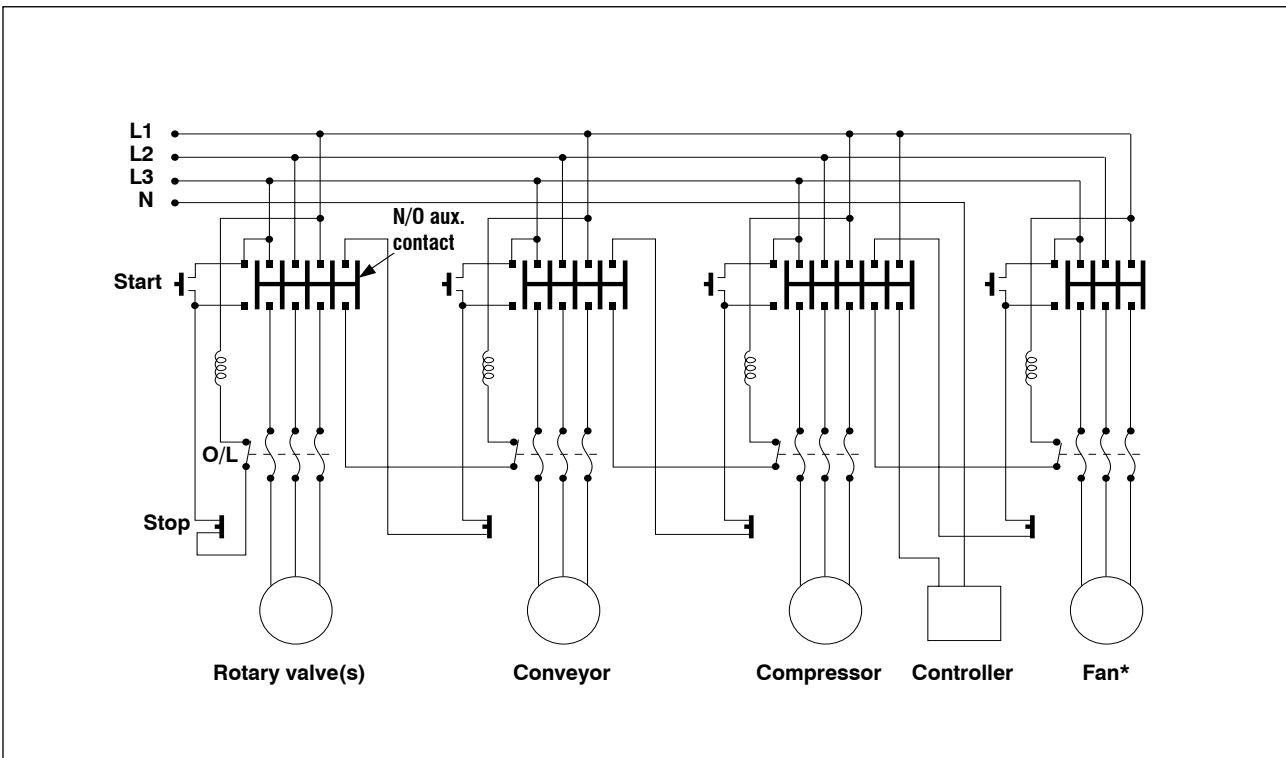 L1
L2
L3
N
N/O aux.
contact
Start
O/L
Stop
Rotary valve(s)
Conveyor
Compressor
Controller
Fan*